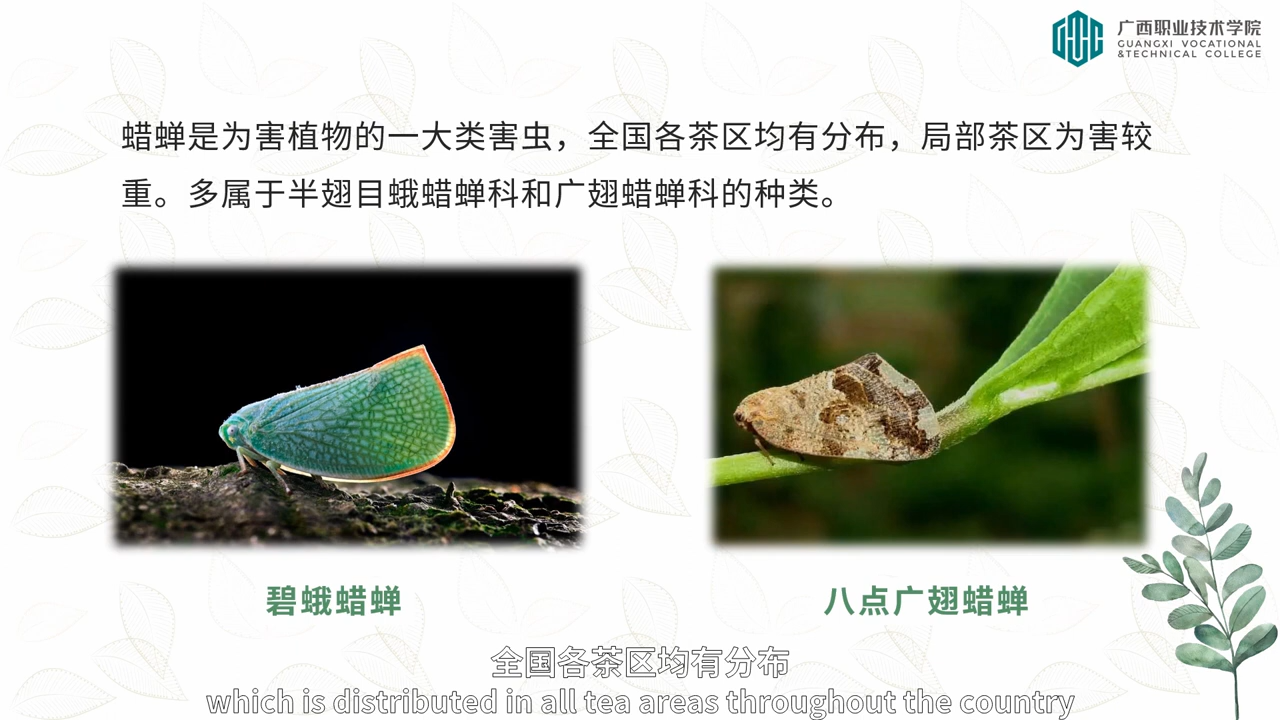 广西职业技术学院
GUANGXI VOCATIONAL
&TECHNICAL COLLEGE
蜡蝉是为害植物的一大类害虫，全国各茶区均有分布，局部茶区为害较
重。多属于半翅目蛾蜡蝉科和广翅蜡蝉科的种类。
碧蛾蜡蝉
八点广翅蜡蝉
全国各茶区均有分布
which is distributed in all tea areas throughout the country